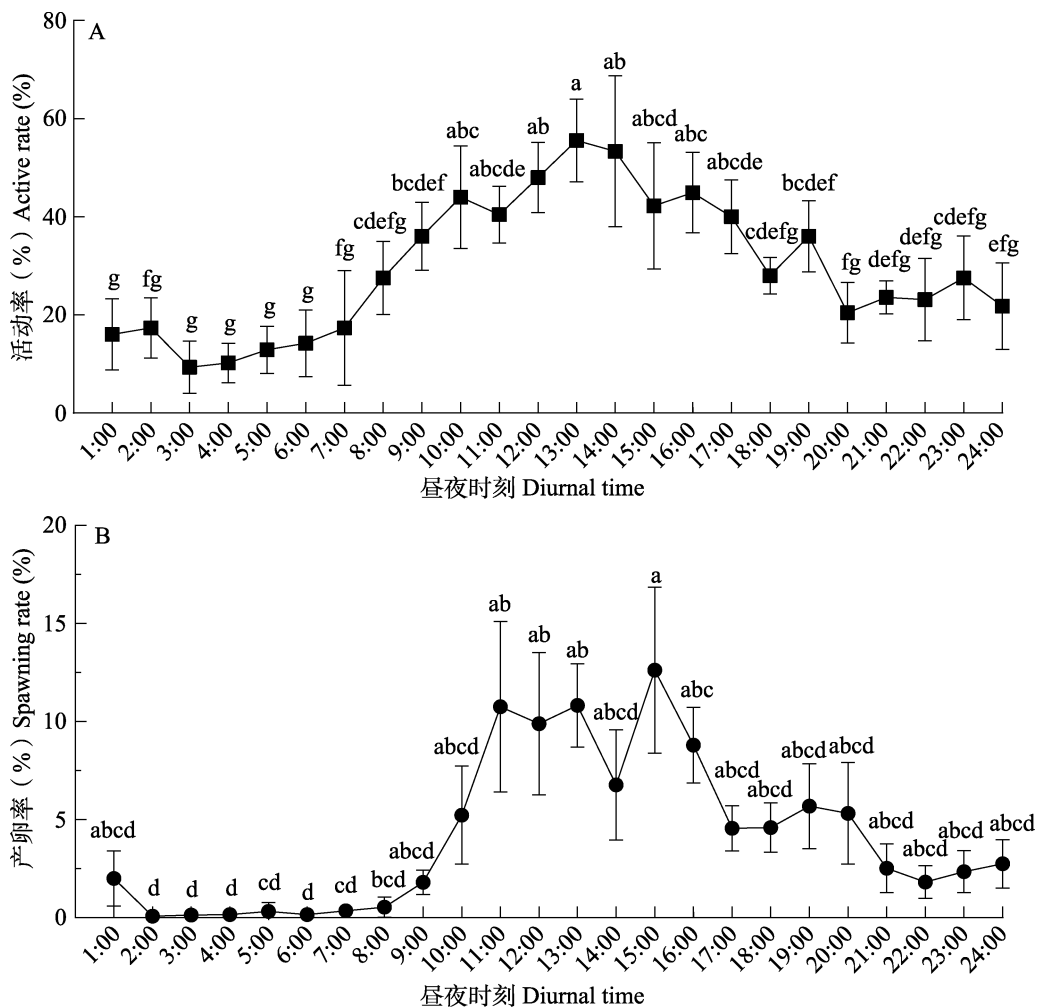 A
活动率（%）Active rate (%)
80
60
40
20
0
g
fg
g
g
g
g
fg
cdefg
bcdef
abc
abcde
ab
a
ab
abcd
abc
abcde
cdefg
bcdef
fg
defg
defg
cdefg
efg
1:00
2:00
3:00
4:00
5:00
6:00
7:00
8:00
9:00
10:00
11:00
12:00
13:00
14:00
15:00
16:00
17:00
18:00
19:00
20:00
21:00
22:00
23:00
24:00
昼夜时刻 Diurnal time
B
产卵率（%）Spawning rate (%)
20
15
10
5
0
abcd
d
d
d
cd
d
cd
bcd
abcd
abcd
ab
ab
ab
abcd
a
abc
abcd
abcd
abcd
abcd
abcd
abcd
abcd
abcd
1:00
2:00
3:00
4:00
5:00
6:00
7:00
8:00
9:00
10:00
11:00
12:00
13:00
14:00
15:00
16:00
17:00
18:00
19:00
20:00
21:00
22:00
23:00
24:00
昼夜时刻 Diurnal time